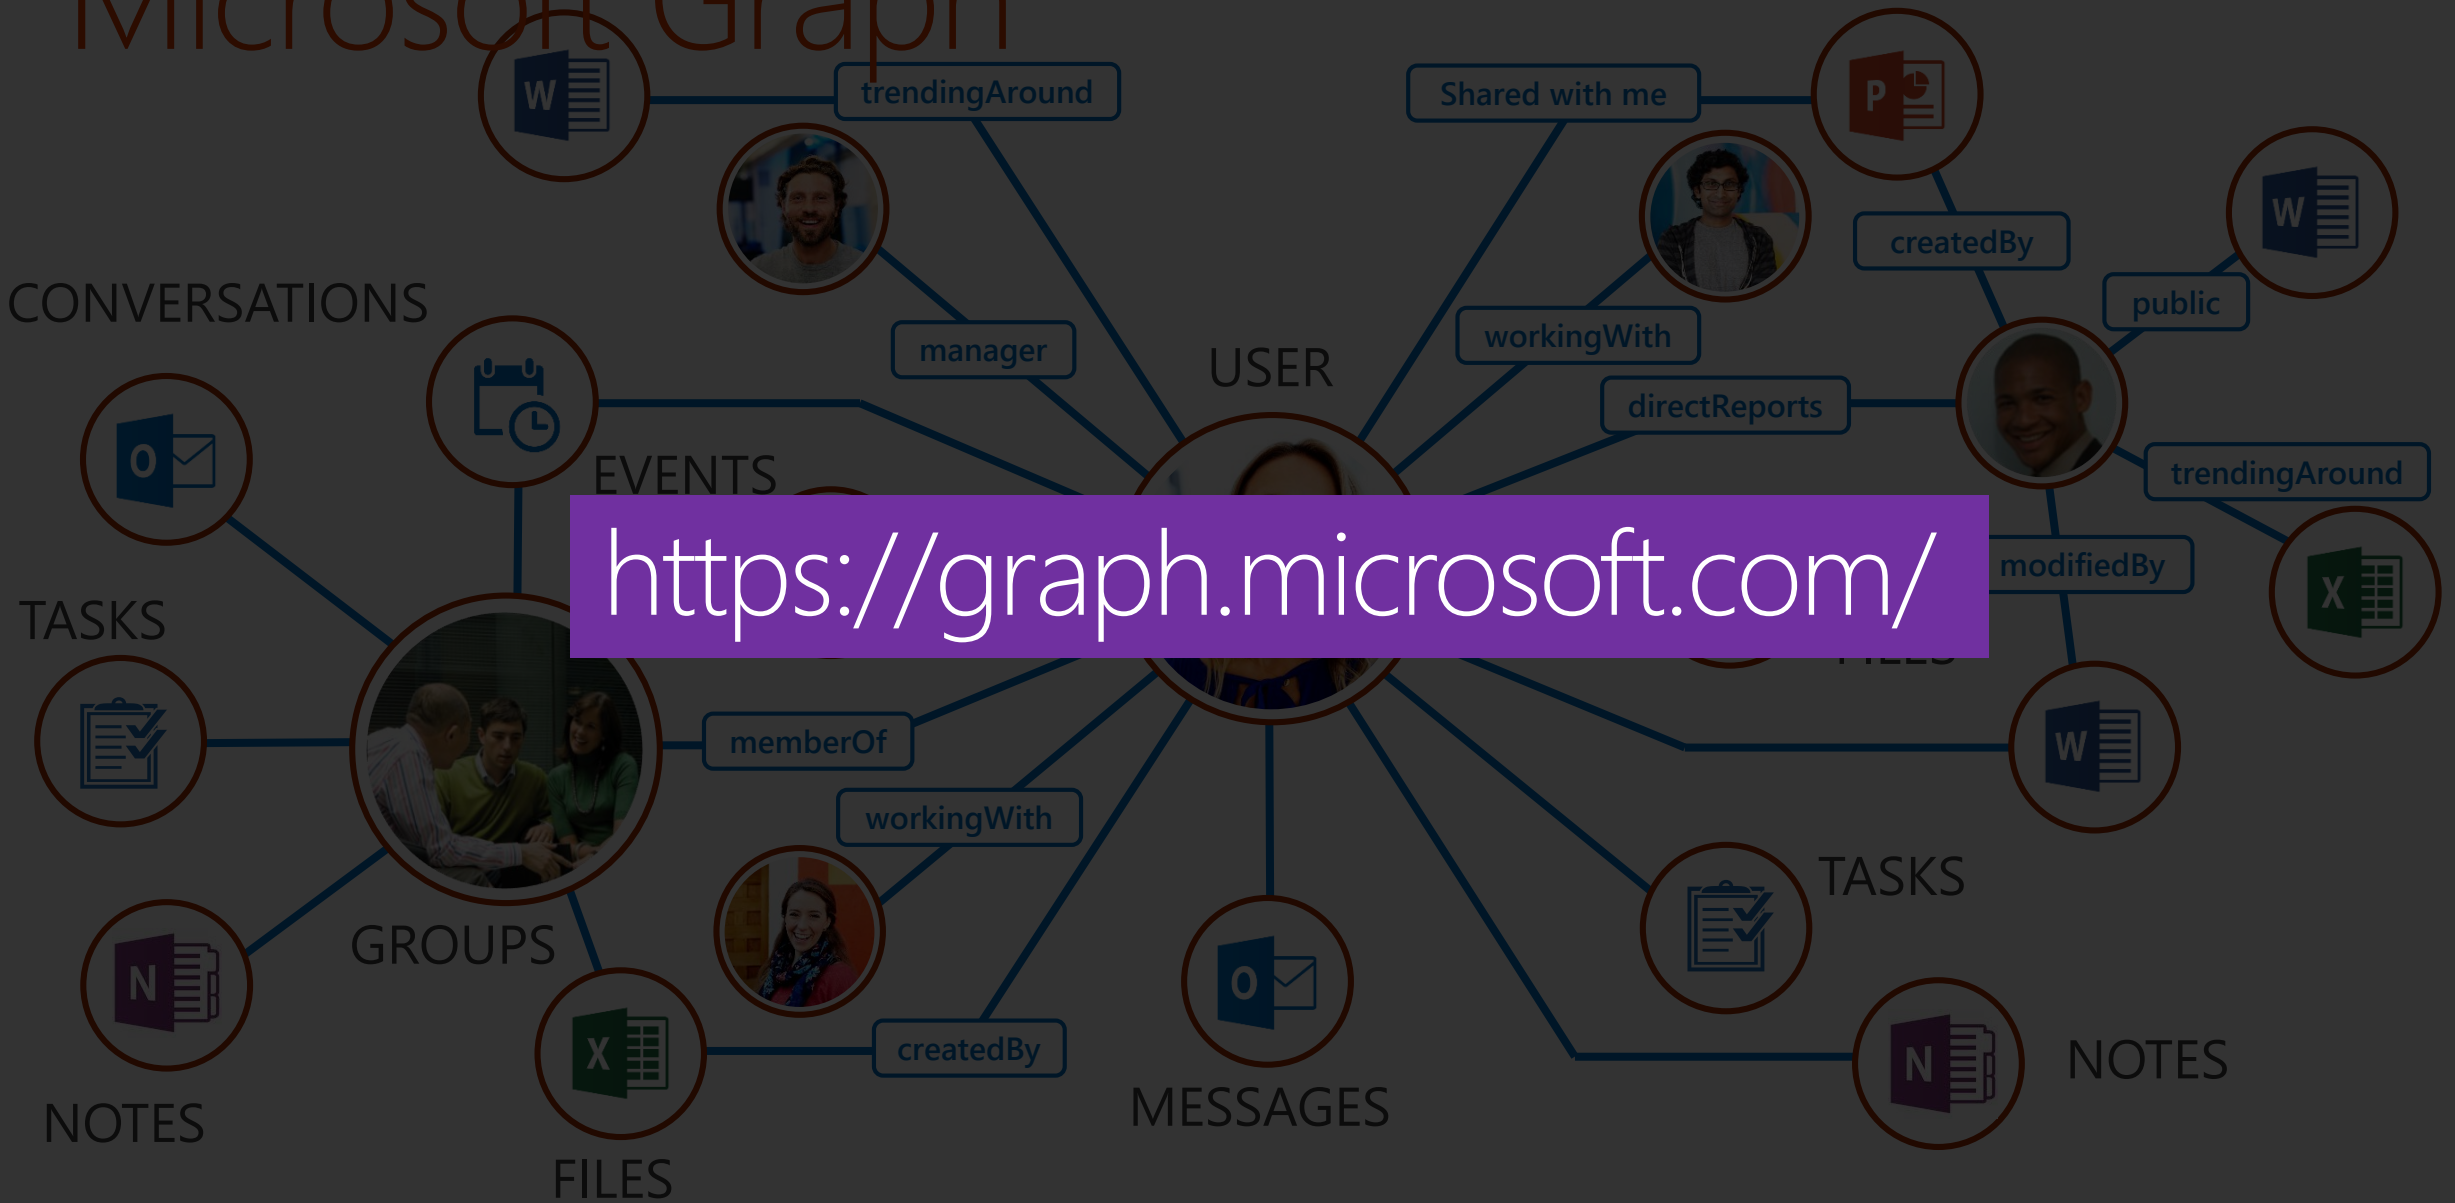 Microsoft Graph
W
trendingAround
Shared with me
P
W
createdBy
public
CONVERSATIONS
manager
workingWith
USER
directReports
O
EVENTS
trendingAround
https://graph.microsoft.com/
modifiedBy
X
TASKS
FILES
memberOf
W
workingWith
TASKS
GROUPS
N
O
X
createdBy
N
NOTES
MESSAGES
NOTES
FILES